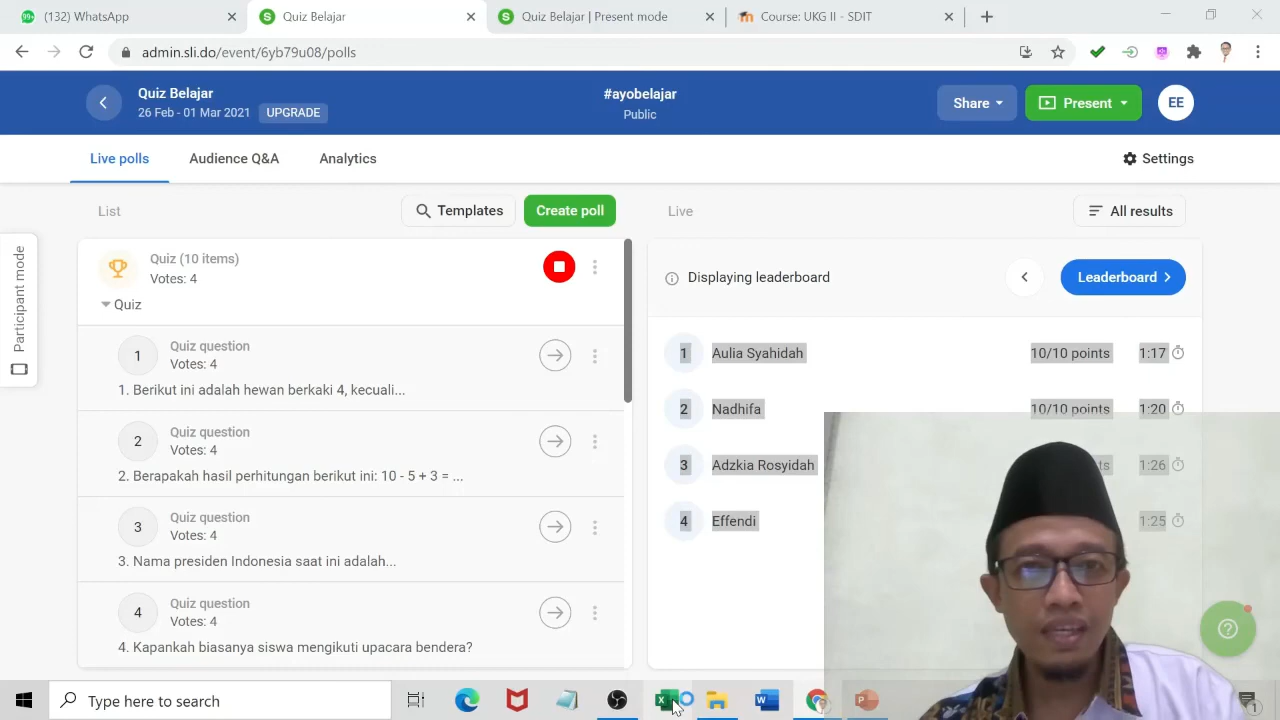 99+ (132) WhatsApp
Quiz Belajar
Quiz Belajar | Present mode
Course: UKG II - SDIT
admin.sli.do/event/6yb79u08/polls
Quiz Belajar
26 Feb - 01 Mar 2021 UPGRADE
#ayobelajar
Public
Share
Present
EE
Live polls
Audience Q&A
Analytics
Settings
Participant mode
List
Templates
Create poll
Quiz (10 items)
Votes: 4
Quiz
1
Quiz question
Votes: 4
1. Berikut ini adalah hewan berkaki 4, kecuali...
2
Quiz question
Votes: 4
2. Berapakah hasil perhitungan berikut ini: 10 - 5 + 3 = ...
3
Quiz question
Votes: 4
3. Nama presiden Indonesia saat ini adalah...
4
Quiz question
Votes: 4
4. Kapankah biasanya siswa mengikuti upacara bendera?
Live
All results
Displaying leaderboard
Leaderboard
1 Aulia Syahidah 10/10 points 1:17
2 Nadhifa 10/10 points 1:20
3 Adzkia Rosyidah 1:26
4 Effendi 1:25
Type here to search